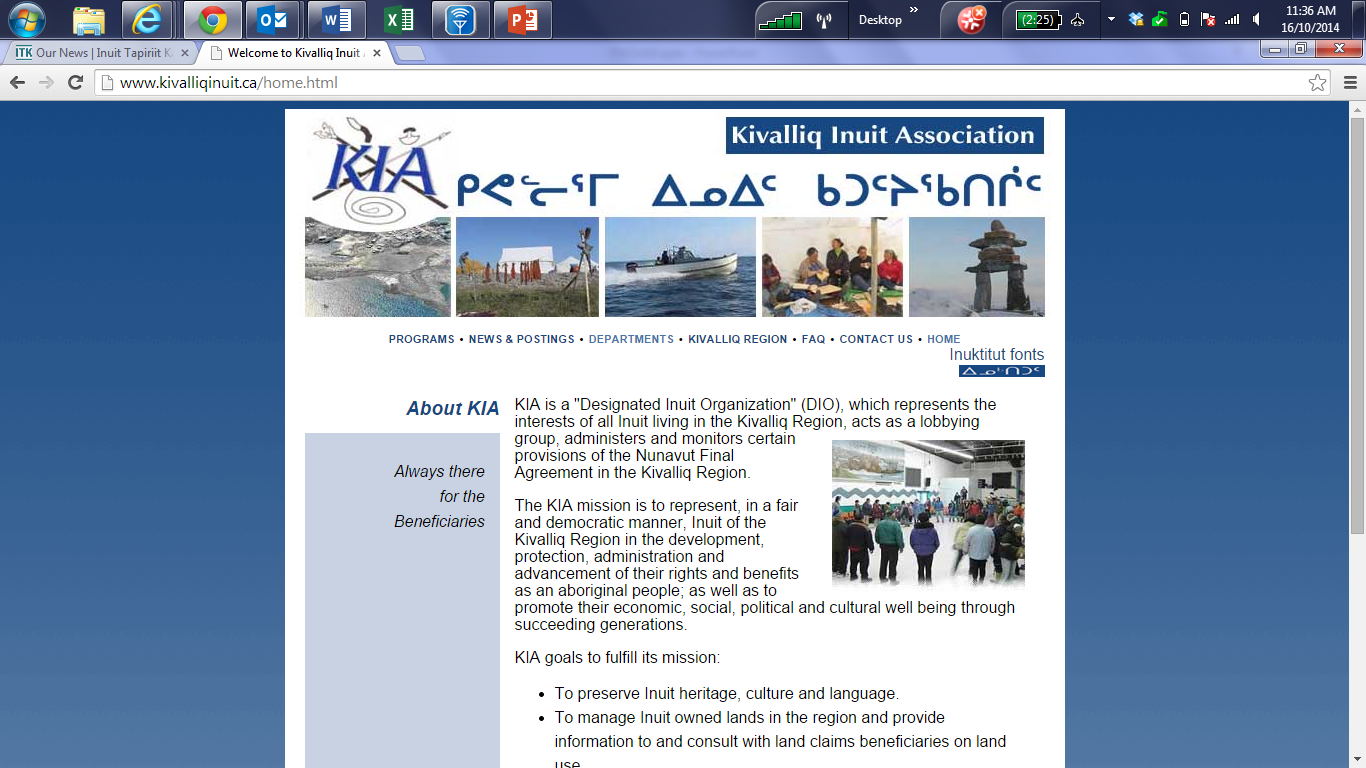 (2:25)
Desktop
»
11:36 AM
16/10/2014
ITK Our News | Inuit Tapiriit K
Welcome to Kivalliq Inuit
www.kivalliqinuit.ca/home.html
KIA
Kivalliq Inuit Association
ᑭᕙᓪᓕᕐᒥ ᐃᓄᐃᑦ ᑲᑐᔾᔨᖃᑎᒌᑦ
PROGRAMS • NEWS & POSTINGS • DEPARTMENTS • KIVALLIQ REGION • FAQ • CONTACT US • HOME
Inuktitut fonts
ᐃᓄᒃᑎᑐᑦ
About KIA
Always there
for the
Beneficiaries
KIA is a "Designated Inuit Organization" (DIO), which represents the
interests of all Inuit living in the Kivalliq Region, acts as a lobbying
group, administers and monitors certain
provisions of the Nunavut Final
Agreement in the Kivalliq Region.
The KIA mission is to represent, in a fair
and democratic manner, Inuit of the
Kivalliq Region in the development,
protection, administration and
advancement of their rights and benefits
as an aboriginal people; as well as to
promote their economic, social, political and cultural well being through
succeeding generations.
KIA goals to fulfill its mission:
• To preserve Inuit heritage, culture and language.
• To manage Inuit owned lands in the region and provide
information to and consult with land claims beneficiaries on land
use